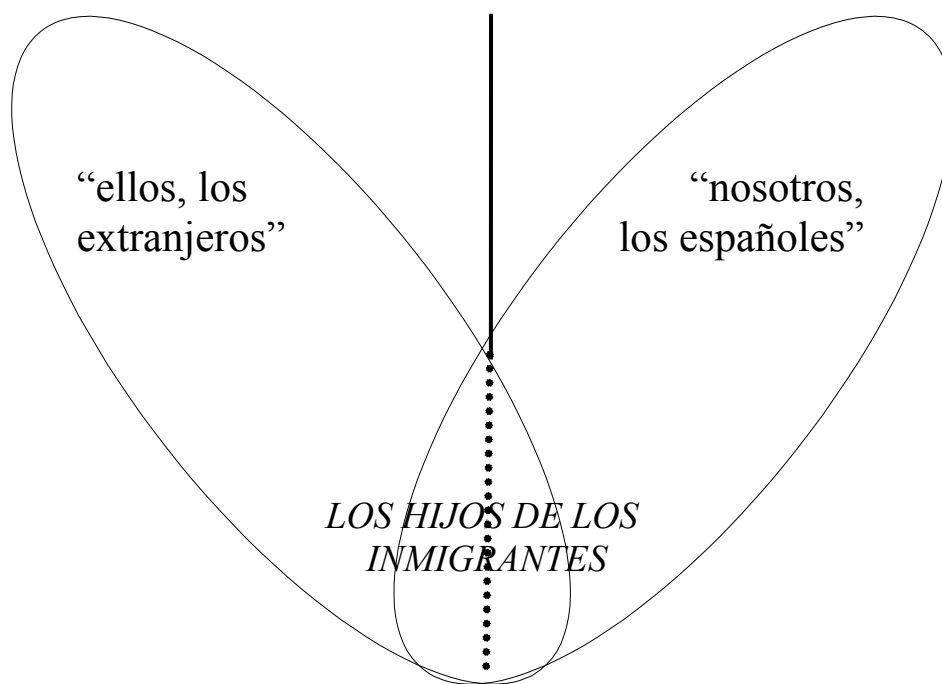 “ellos, los
extranjeros”
“nosotros,
los españoles”
LOS HIJOS DE LOS
INMIGRANTES